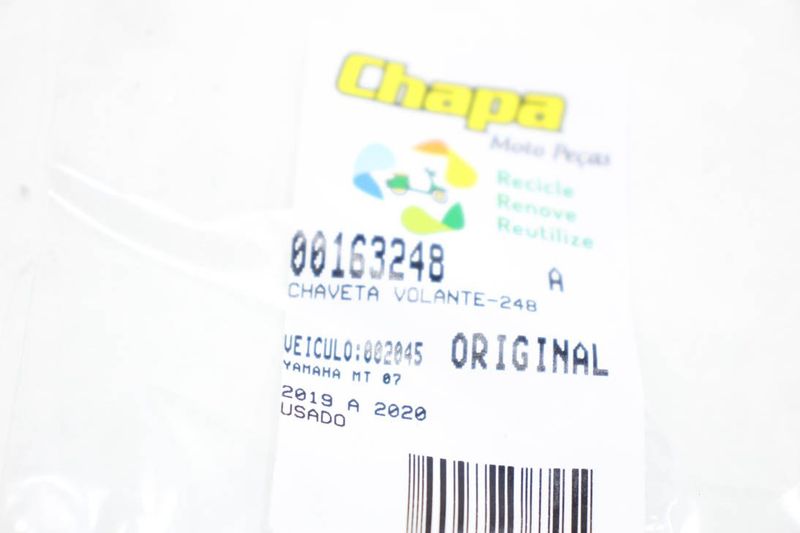 Chapa
Moto Peças
Recicle
Renove
Reutilize
00163248 A
CHAVETA VOLANTE-248
VEICULO:002045 ORIGINAL
YAMAHA MT 07
2019 A 2020
USADO